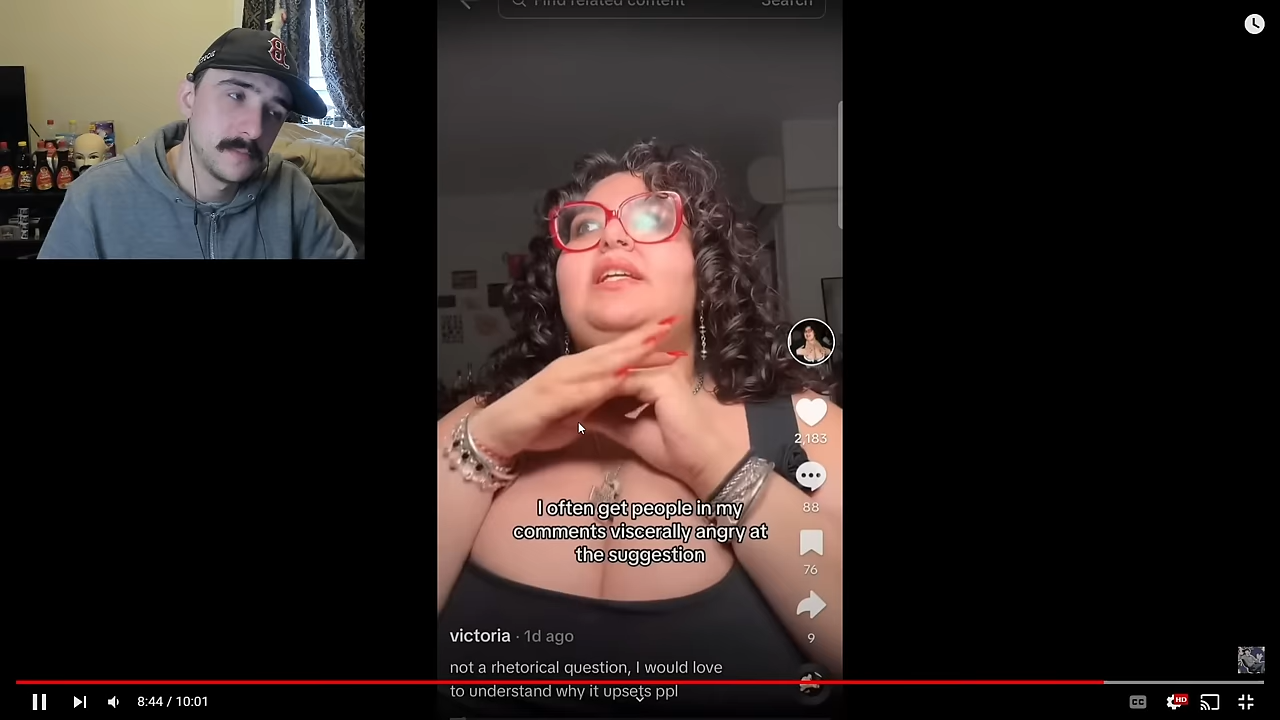 Find related content Search
B
2,183
I often get people in my
comments viscerally angry at
the suggestion
88
76
9
victoria · 1d ago
not a rhetorical question, I would love
to understand why it upsets ppl
8:44 / 10:01
CC
HD